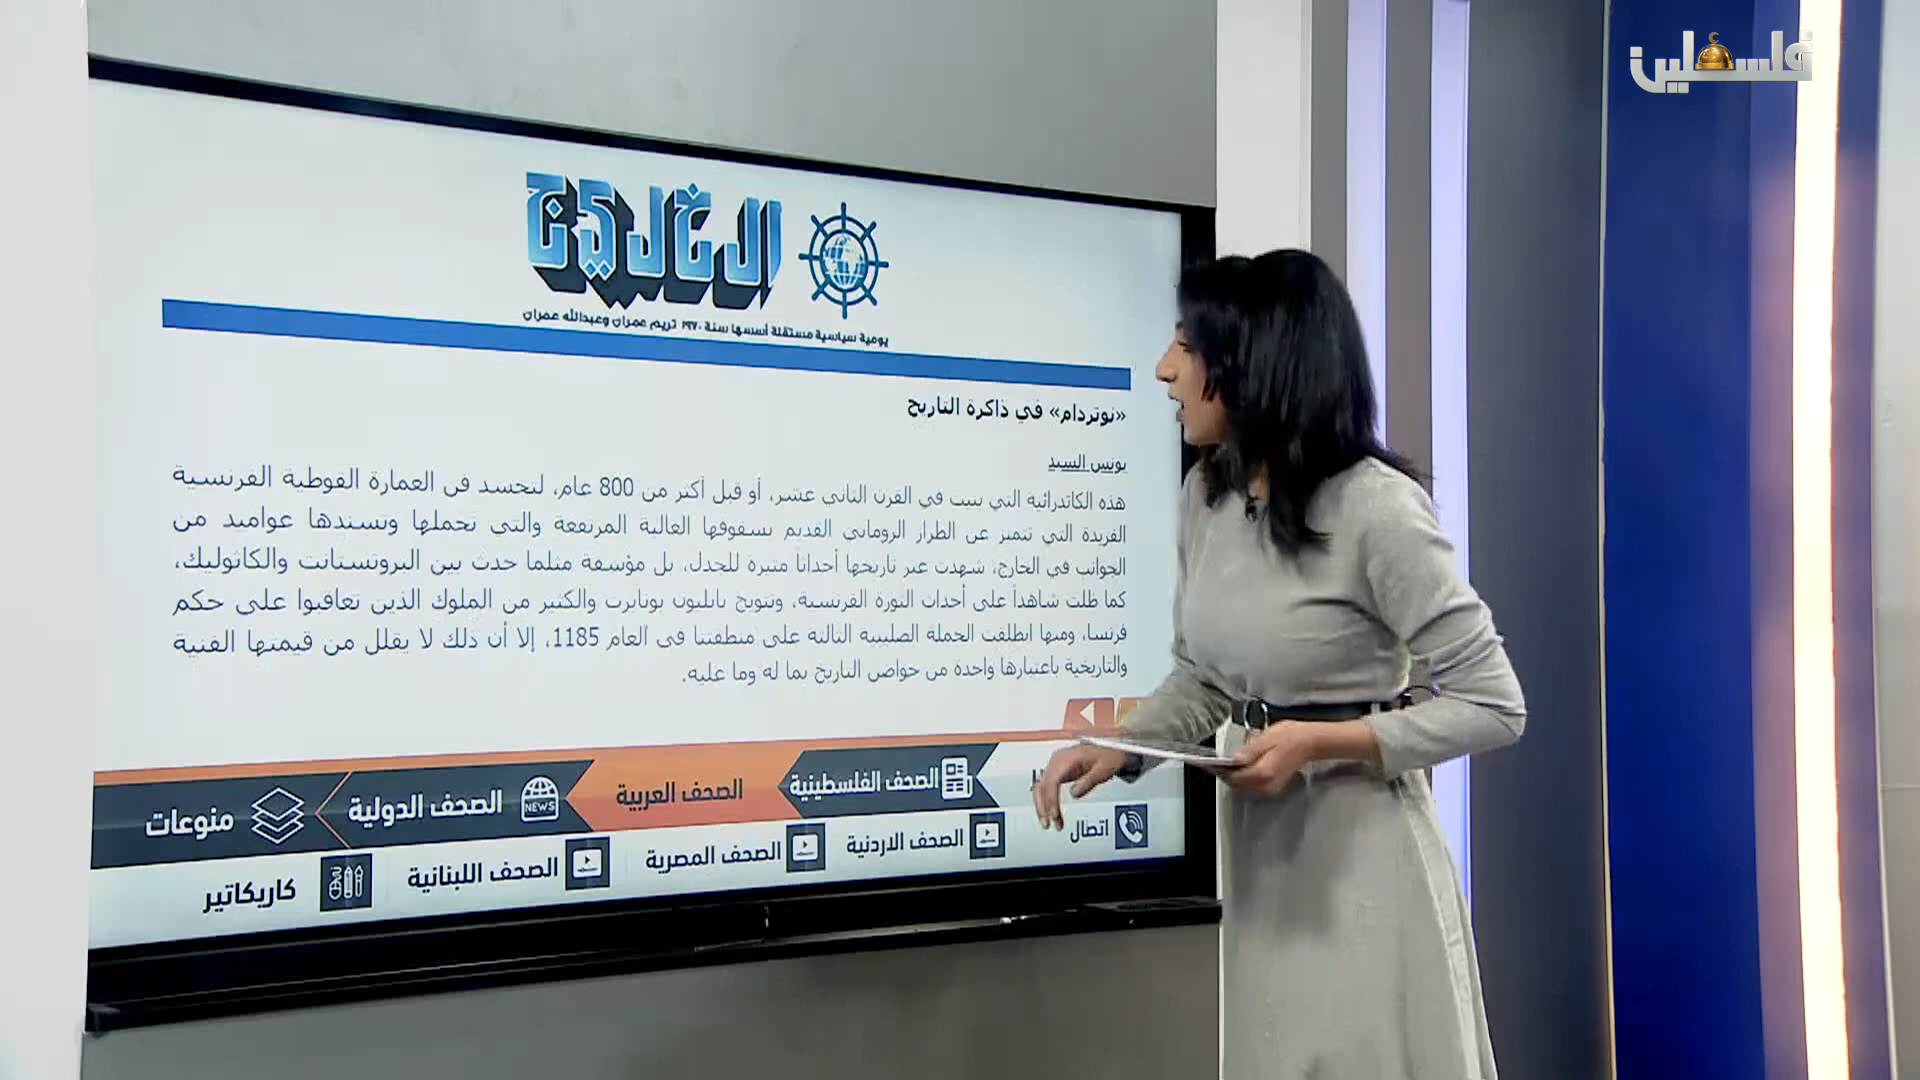 فلسطين
الخليج
يومية سياسية مستقلة أسسها سنة ١٩٧٠ تريم عمران وعبدالله عمران
«نوتردام» في ذاكرة التاريخ
يونس السيد
هذه الكاتدرائية التي بنيت في القرن الثاني عشر، أو قبل أكثر من 800 عام، لتجسد فن العمارة القوطية الفرنسية
الفريدة التي تتميز عن الطراز الروماني القديم بسقوفها العالية المرتفعة والتي تحملها وتسندها عواميد من
الجوانب في الخارج، شهدت عبر تاريخها أحداثاً مثيرة للجدل، بل مؤسفة مثلما حدث بين البروتستانت والكاثوليك،
كما ظلت شاهداً على أحداث الثورة الفرنسية، وتتويج نابليون بونابرت والكثير من الملوك الذين تعاقبوا على حكم
فرنسا، ومنها انطلقت الحملة الصليبية الثالثة على منطقتنا في العام 1185، إلا أن ذلك لا يقلل من قيمتها الفنية
والتاريخية باعتبارها واحدة من حواض التاريخ بما له وما عليه.
الصحف الفلسطينية
الصحف العربية
الصحف الدولية
NEWS
منوعات
اتصال
الصحف الاردنية
الصحف المصرية
الصحف اللبنانية
كاريكاتير